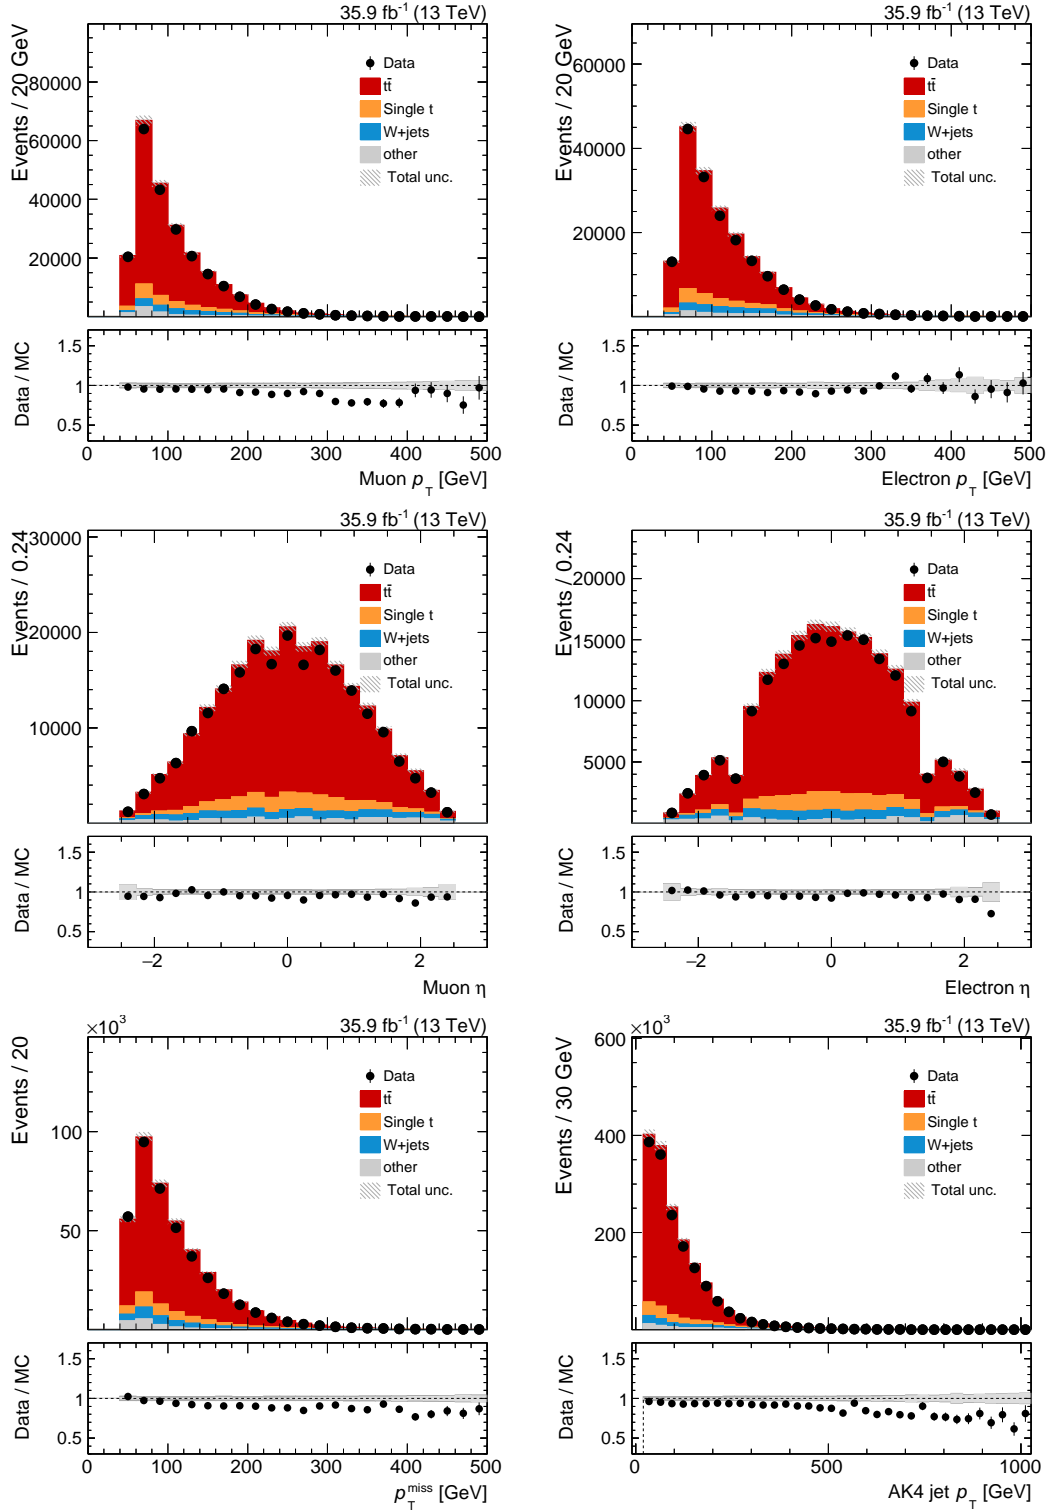 35.9 fb⁻¹ (13 TeV)
Events / 20 GeV
80000
60000
40000
20000
Data
tt̄
Single t
W+jets
other
Total unc.
Data / MC
1.5
1
0.5
0 100 200 300 400 500
Muon p_T [GeV]
35.9 fb⁻¹ (13 TeV)
Events / 20 GeV
60000
40000
20000
Data
tt̄
Single t
W+jets
other
Total unc.
Data / MC
1.5
1
0.5
0 100 200 300 400 500
Electron p_T [GeV]
35.9 fb⁻¹ (13 TeV)
Events / 0.24
30000
20000
10000
Data
tt̄
Single t
W+jets
other
Total unc.
Data / MC
1.5
1
0.5
−2 0 2
Muon η
35.9 fb⁻¹ (13 TeV)
Events / 0.24
20000
15000
10000
5000
Data
tt̄
Single t
W+jets
other
Total unc.
Data / MC
1.5
1
0.5
−2 0 2
Electron η
×10³
35.9 fb⁻¹ (13 TeV)
Events / 20
100
50
Data
tt̄
Single t
W+jets
other
Total unc.
Data / MC
1.5
1
0.5
0 100 200 300 400 500
p_T^miss [GeV]
×10³
35.9 fb⁻¹ (13 TeV)
Events / 30 GeV
600
400
200
0
Data
tt̄
Single t
W+jets
other
Total unc.
Data / MC
1.5
1
0.5
0 500 1000
AK4 jet p_T [GeV]